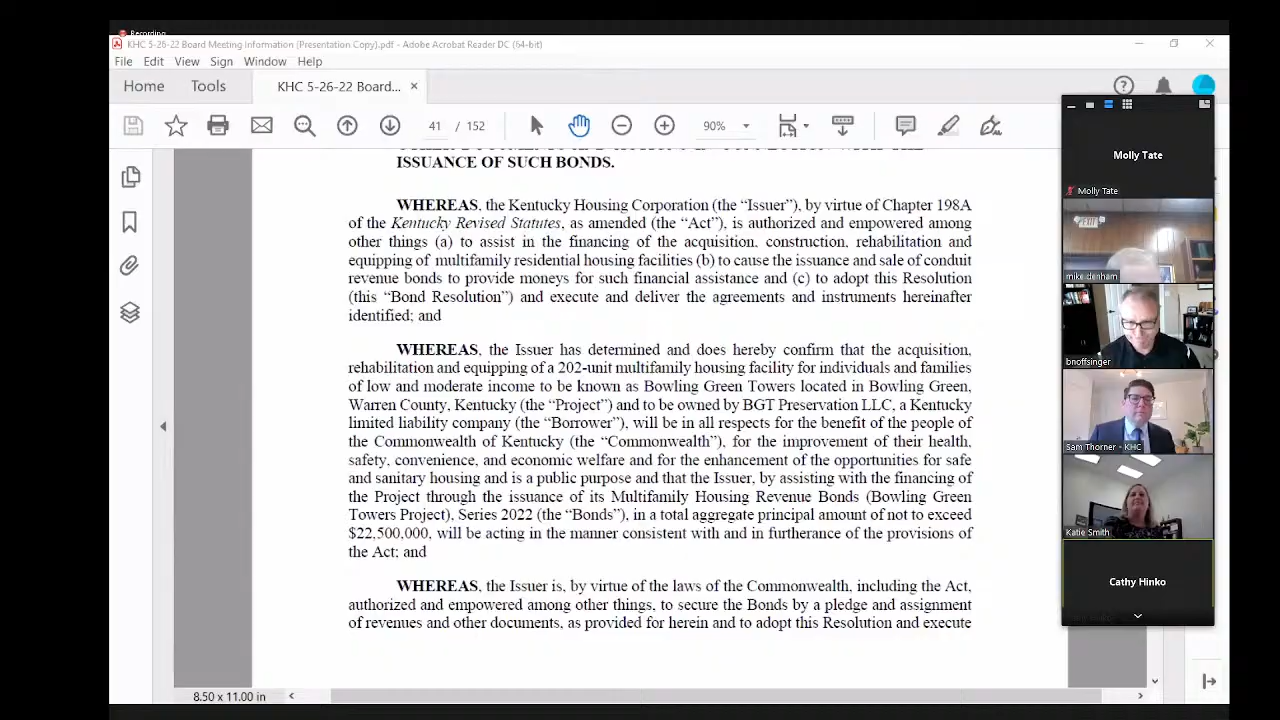 Recording
KHC 5-26-22 Board Meeting Information (Presentation Copy).pdf - Adobe Acrobat Reader DC (64-bit)
File Edit View Sign Window Help
Home Tools KHC 5-26-22 Board... ×
41 / 152 90%
ISSUANCE OF SUCH BONDS.
WHEREAS, the Kentucky Housing Corporation (the “Issuer”), by virtue of Chapter 198A
of the Kentucky Revised Statutes, as amended (the “Act”), is authorized and empowered among
other things (a) to assist in the financing of the acquisition, construction, rehabilitation and
equipping of multifamily residential housing facilities (b) to cause the issuance and sale of conduit
revenue bonds to provide moneys for such financial assistance and (c) to adopt this Resolution
(this “Bond Resolution”) and execute and deliver the agreements and instruments hereinafter
identified; and
WHEREAS, the Issuer has determined and does hereby confirm that the acquisition,
rehabilitation and equipping of a 202-unit multifamily housing facility for individuals and families
of low and moderate income to be known as Bowling Green Towers located in Bowling Green,
Warren County, Kentucky (the “Project”) and to be owned by BGT Preservation LLC, a Kentucky
limited liability company (the “Borrower”), will be in all respects for the benefit of the people of
the Commonwealth of Kentucky (the “Commonwealth”), for the improvement of their health,
safety, convenience, and economic welfare and for the enhancement of the opportunities for safe
and sanitary housing and is a public purpose and that the Issuer, by assisting with the financing of
the Project through the issuance of its Multifamily Housing Revenue Bonds (Bowling Green
Towers Project), Series 2022 (the “Bonds”), in a total aggregate principal amount of not to exceed
$22,500,000, will be acting in the manner consistent with and in furtherance of the provisions of
the Act; and
WHEREAS, the Issuer is, by virtue of the laws of the Commonwealth, including the Act,
authorized and empowered among other things, to secure the Bonds by a pledge and assignment
of revenues and other documents, as provided for herein and to adopt this Resolution and execute
8.50 x 11.00 in
Molly Tate
Molly Tate
EXIT
mike denham
bnoffsinger
Sam Thorner - KHC
Katie Smith
Cathy Hinko